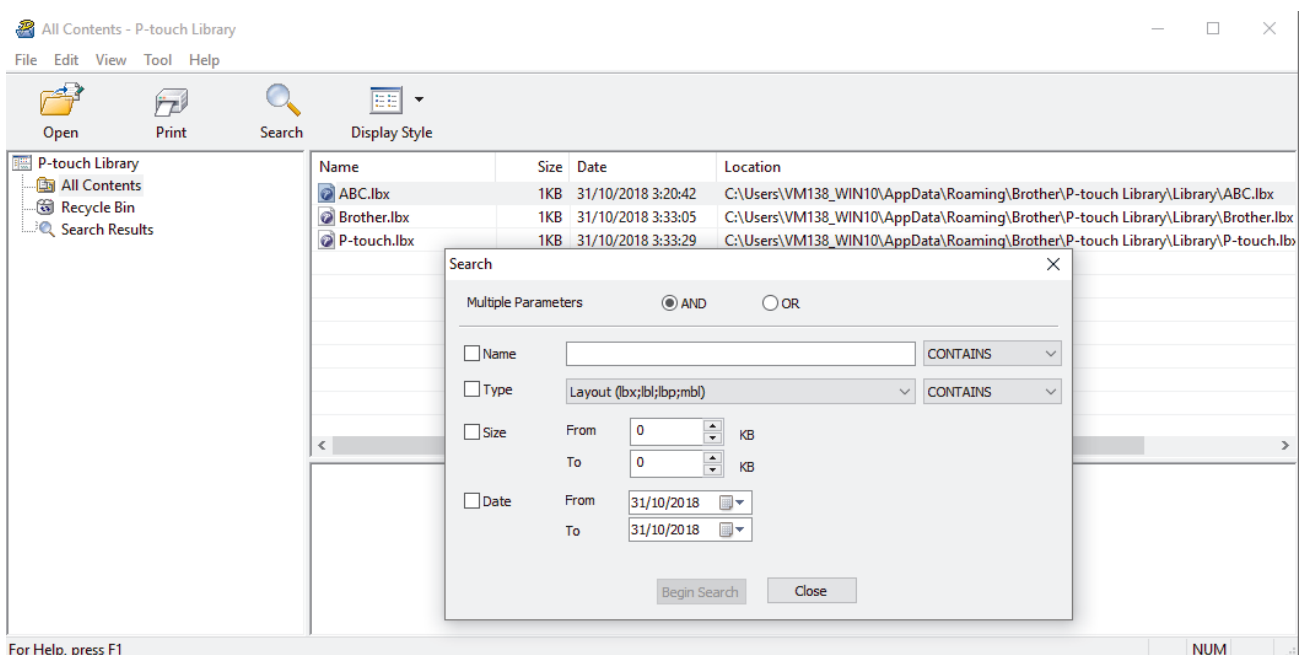 All Contents - P-touch Library
File Edit View Tool Help
Open Print Search Display Style
P-touch Library
All Contents
Recycle Bin
Search Results
Name Size Date Location
ABC.lbx 1KB 31/10/2018 3:20:42 C:\Users\VM138_WIN10\AppData\Roaming\Brother\P-touch Library\Library\ABC.lbx
Brother.lbx 1KB 31/10/2018 3:33:05 C:\Users\VM138_WIN10\AppData\Roaming\Brother\P-touch Library\Library\Brother.lbx
P-touch.lbx 1KB 31/10/2018 3:33:29 C:\Users\VM138_WIN10\AppData\Roaming\Brother\P-touch Library\Library\P-touch.lb
Search
Multiple Parameters AND OR
Name CONTAINS
Type Layout (lbx;lbl;lbp;mbl) CONTAINS
Size From 0 KB
To 0 KB
Date From 31/10/2018
To 31/10/2018
Begin Search Close
For Help, press F1 NUM